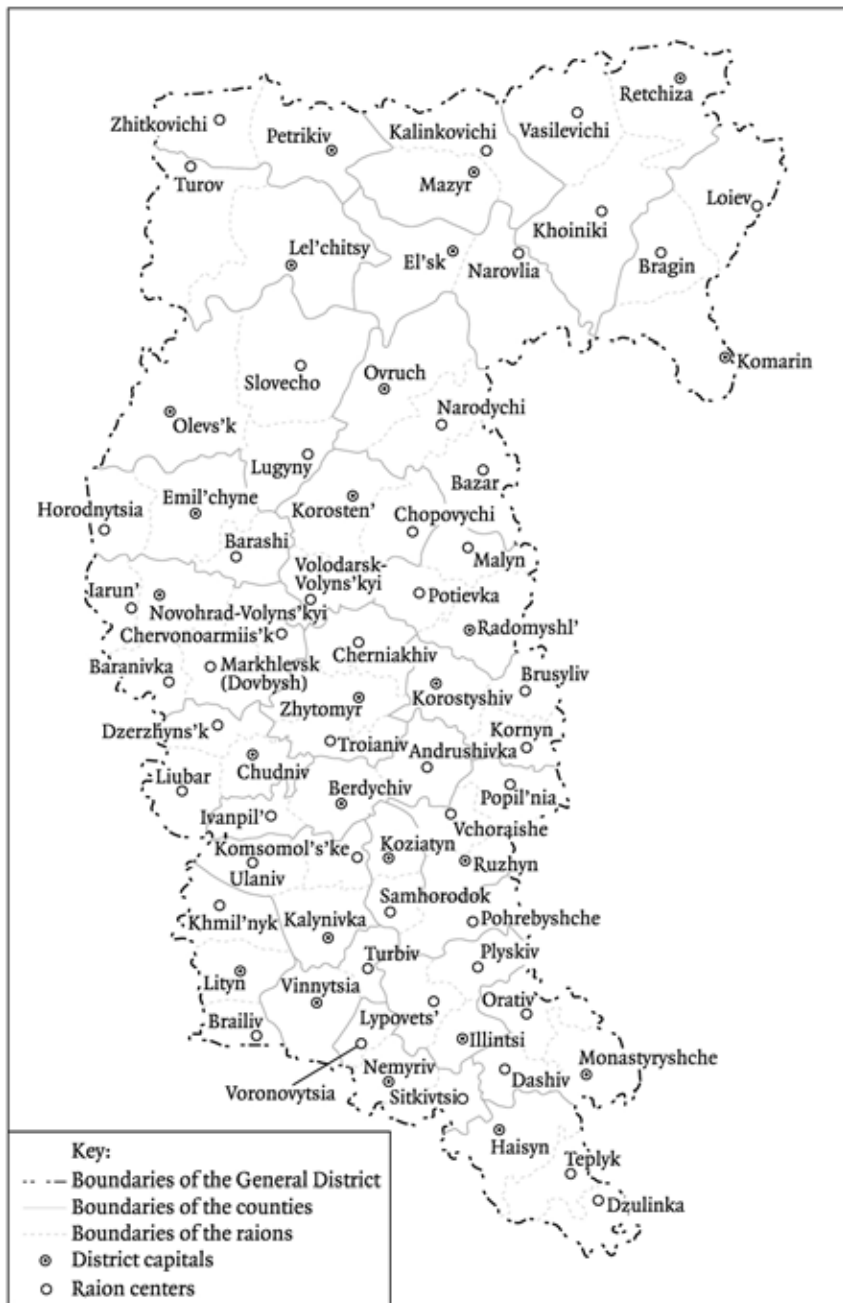 Retchiza
Zhitkovichi
Petrikiv
Kalinkovichi
Vasilevichi
Turov
Mazyr
Loiev
Khoiniki
Lel'chitsy
El'sk
Narovlia
Bragin
Komarin
Slovecho
Ovruch
Olevs'k
Narodychi
Lugyny
Bazar
Horodnytsia
Emil'chyne
Korosten'
Chopovychi
Barashi
Malyn
Volodarsk-
Volyns'kyi
Iarun'
Potievka
Novohrad-Volyns'kyi
Chervonoarmiis'k
Radomyshl'
Cherniakhiv
Baranivka
Markhlevsk
(Dovbysh)
Brusyliv
Korostyshiv
Zhytomyr
Dzerzhyns'k
Kornyn
Troianiv
Andrushivka
Liubar
Chudniv
Berdychiv
Popil'nia
Ivanpil'
Vchoraishe
Komsomol's'ke
Koziatyn
Ulaniv
Ruzhyn
Khmil'nyk
Samhorodok
Kalynivka
Pohrebyshche
Turbiv
Plyskiv
Lityn
Vinnytsia
Orativ
Lypovets'
Brailiv
Illintsi
Monastyryshche
Nemyriv
Dashiv
Voronovytsia
Sitkivtsi
Haisyn
Teplyk
Dzulinka
Key:
Boundaries of the General District
Boundaries of the counties
Boundaries of the raions
District capitals
Raion centers